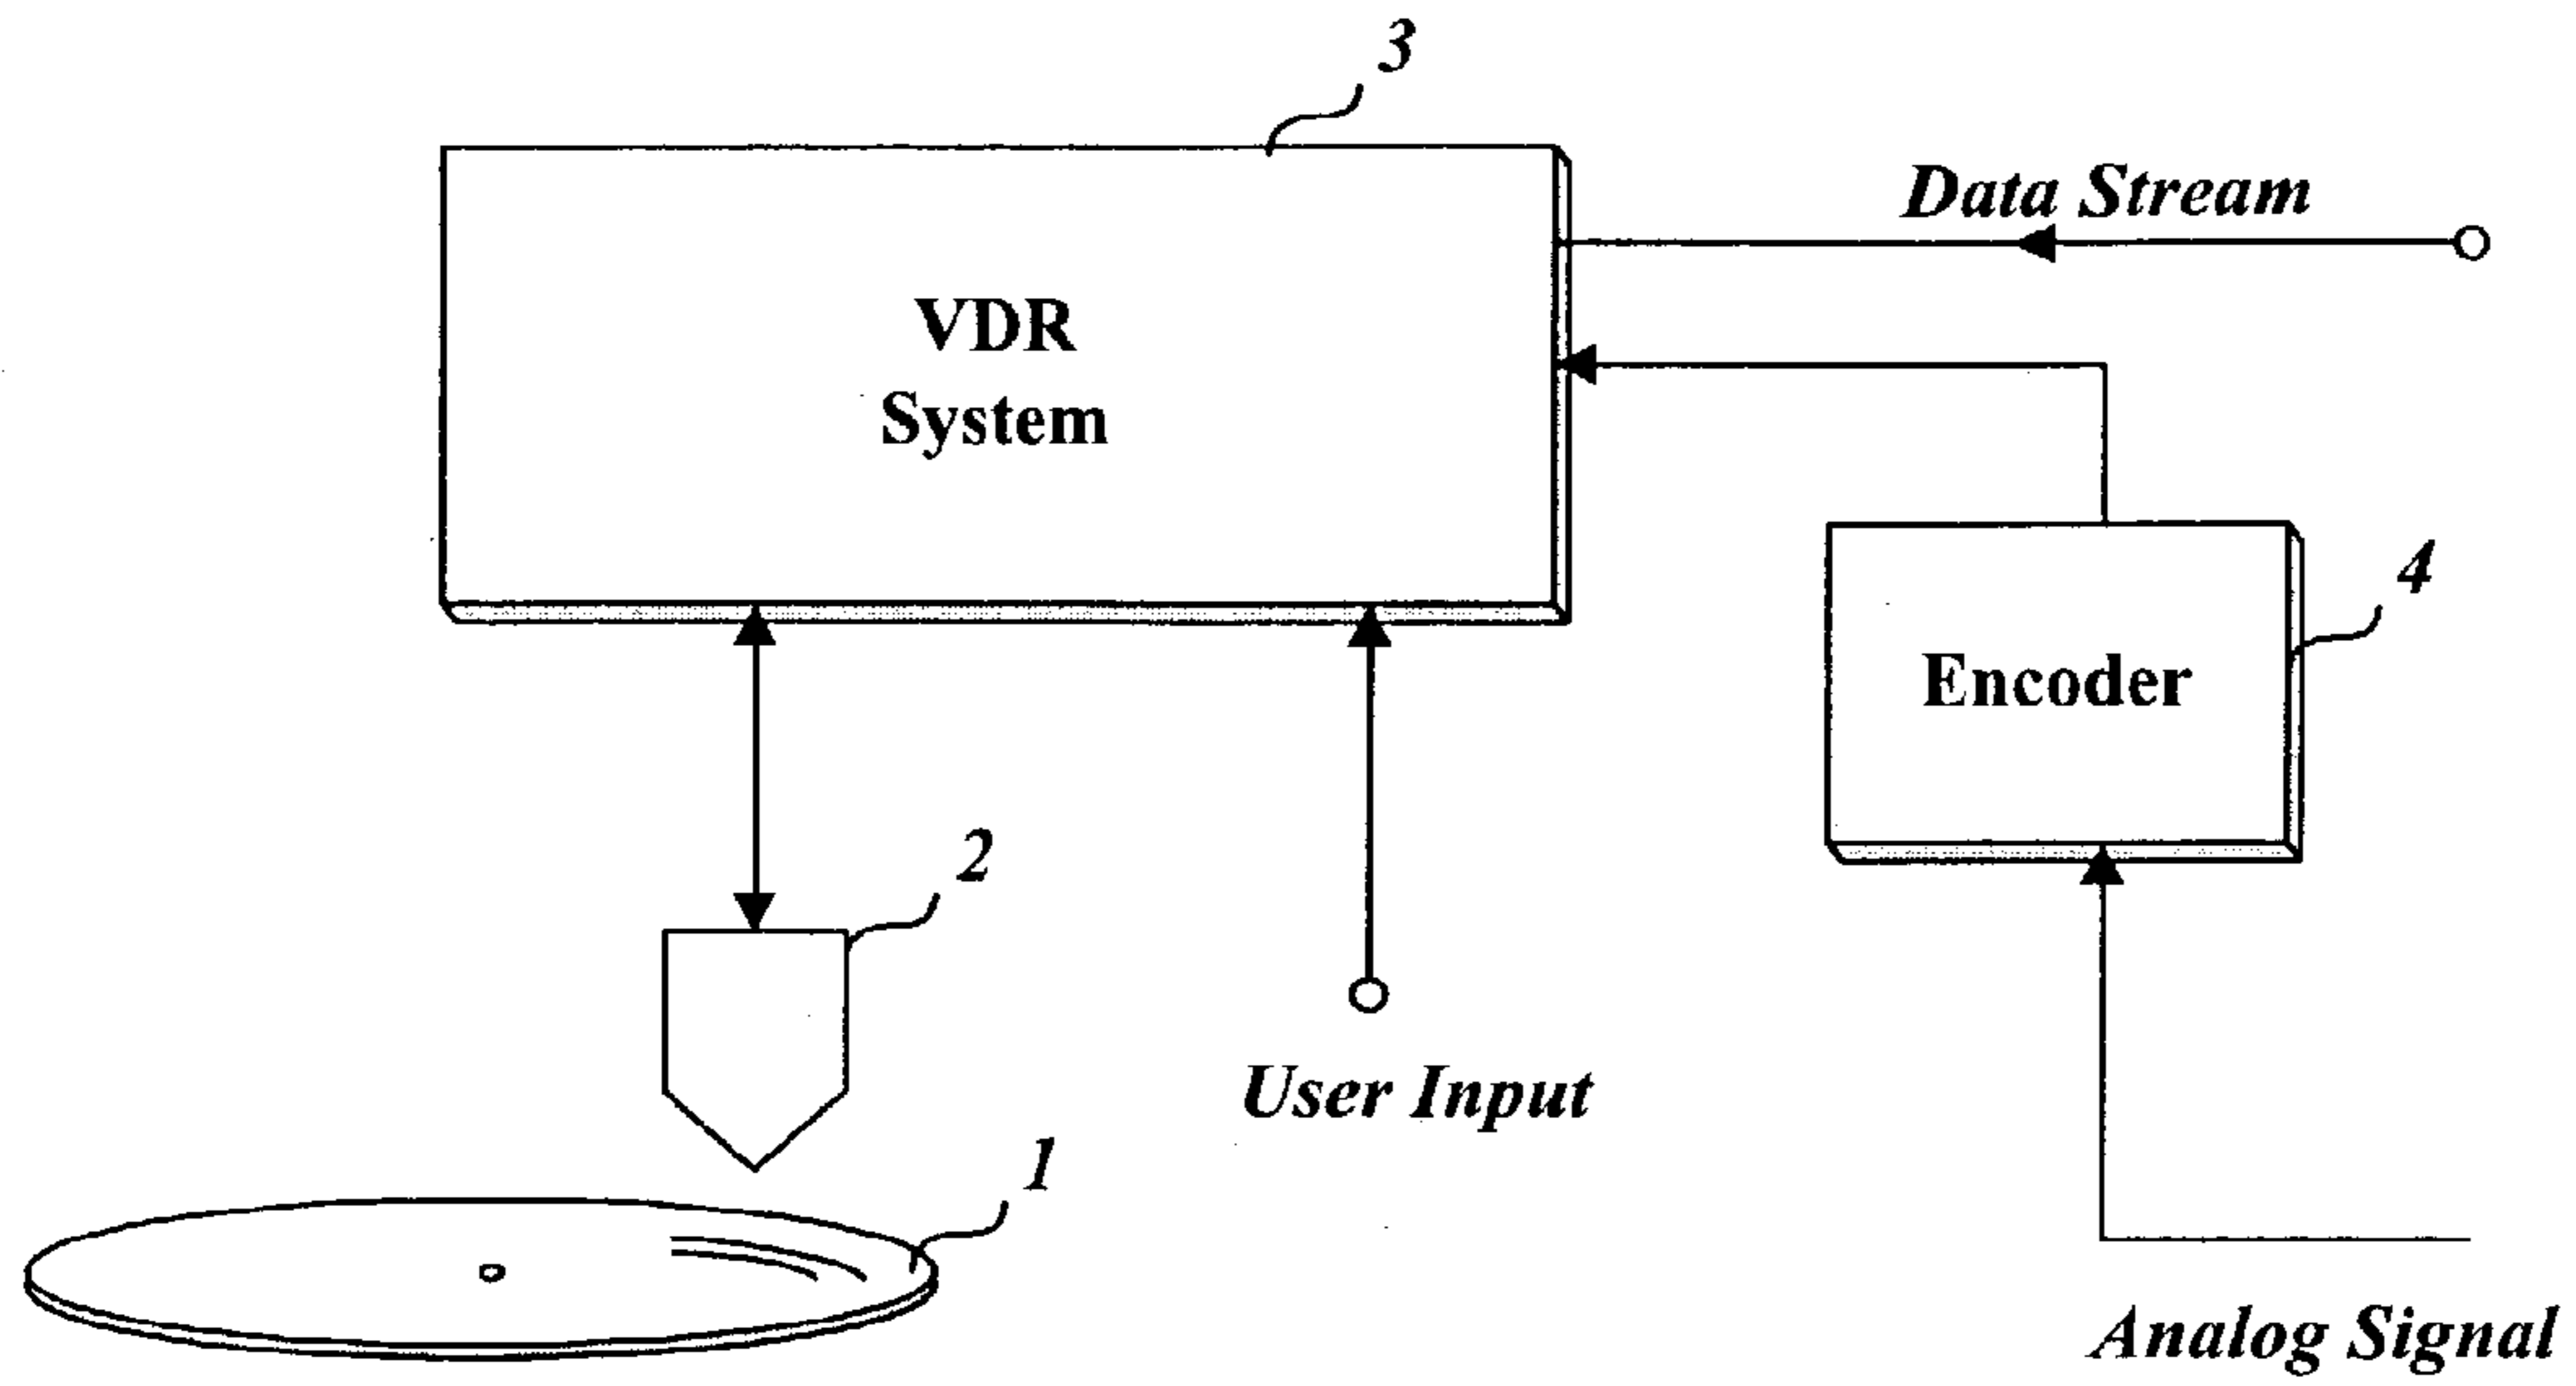 3
Data Stream
VDR
System
4
Encoder
2
User Input
1
Analog Signal